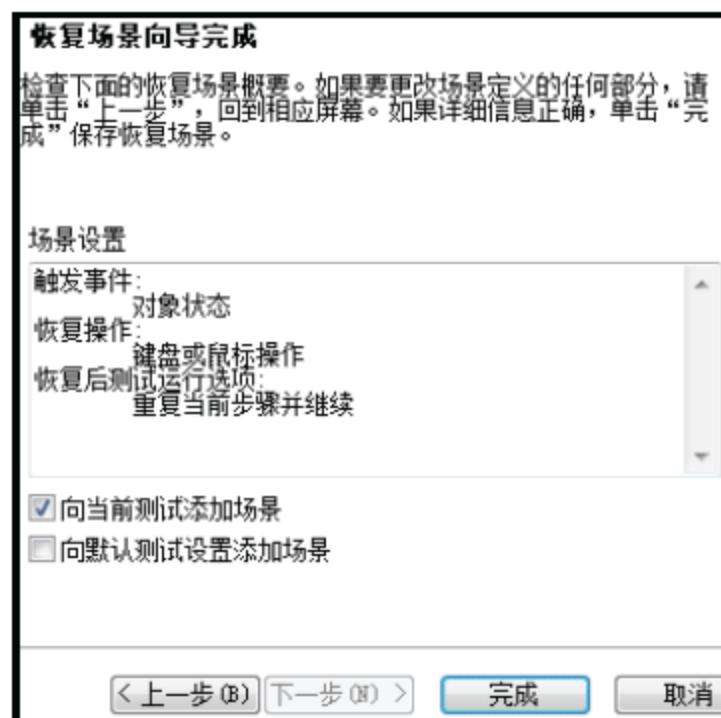 恢复场景向导完成
检查下面的恢复场景概要。如果要更改场景定义的任何部分，请
单击“上一步”，回到相应屏幕。如果详细信息正确，单击“完
成”保存恢复场景。
场景设置
触发事件:
对象状态
恢复操作:
键盘或鼠标操作
恢复后测试运行选项:
重复当前步骤并继续
向当前测试添加场景
向默认测试设置添加场景
< 上一步(B) 下一步(N) > 完成 取消